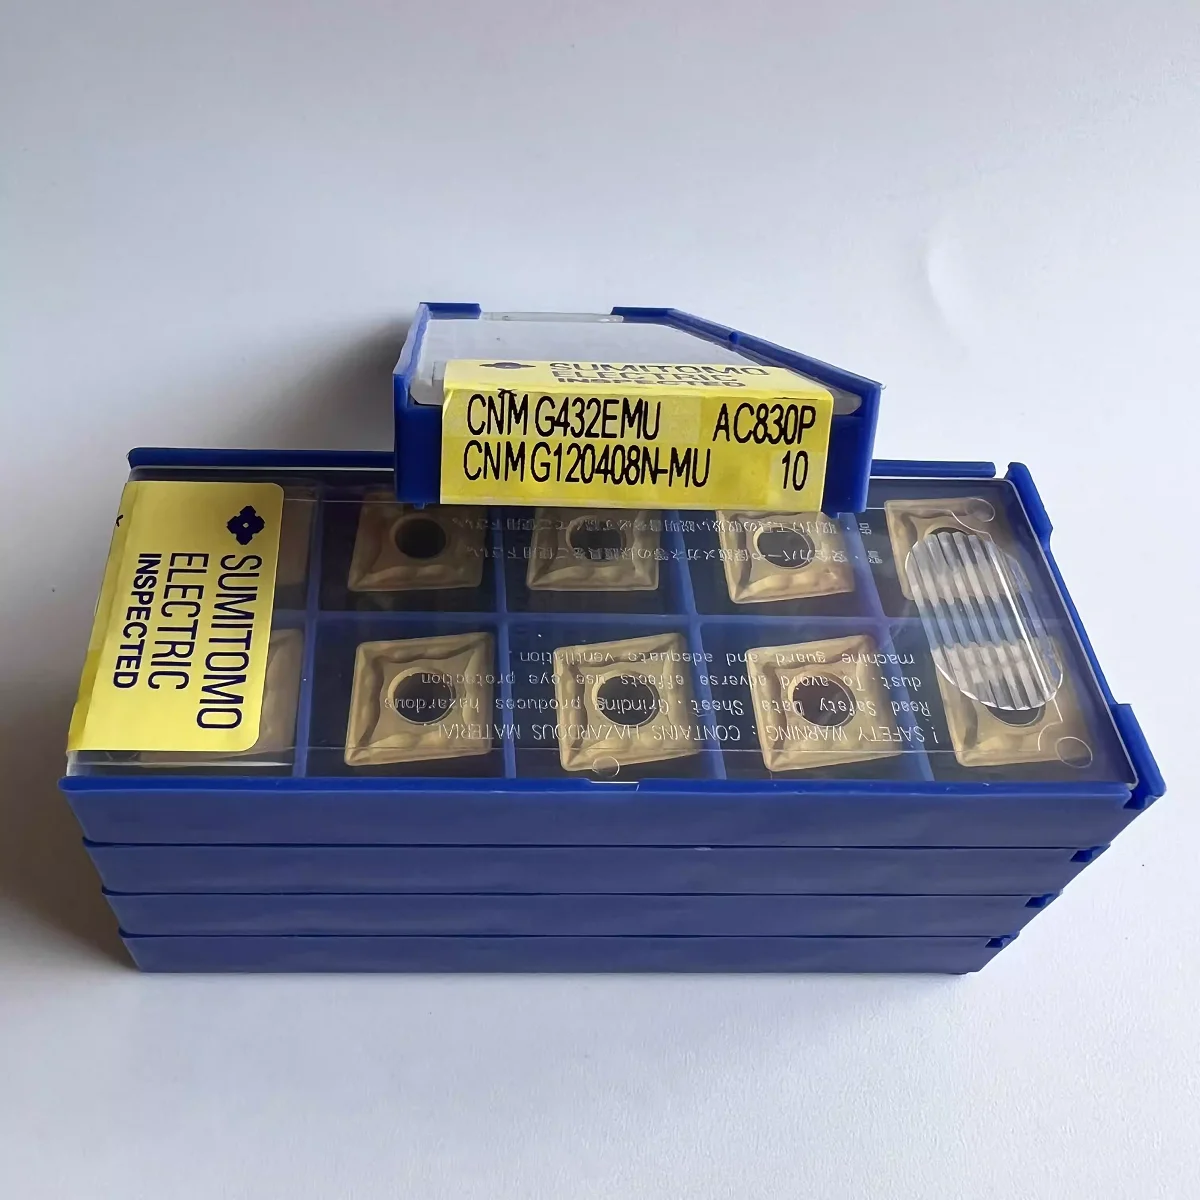 SUMITOMO
ELECTRIC
INSPECTED
CNMG432EMU AC830P
CNMG120408N-MU 10
SUMITOMO
ELECTRIC
INSPECTED
! SAFETY WARNING : CONTAINS HAZARDOUS MATERIAL
Read Safety Data Sheet. Grinding produces hazardous
dust. To avoid adverse effects use eye protection
machine guard and adequate ventilation.